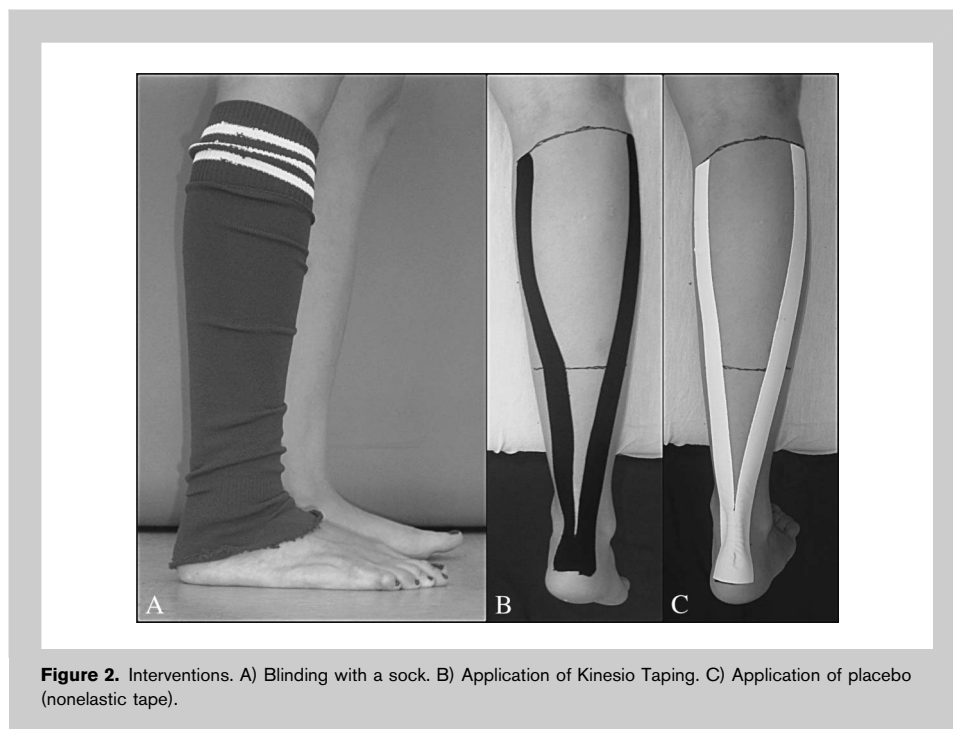 A
B
C
Figure 2. Interventions. A) Blinding with a sock. B) Application of Kinesio Taping. C) Application of placebo
(nonelastic tape).